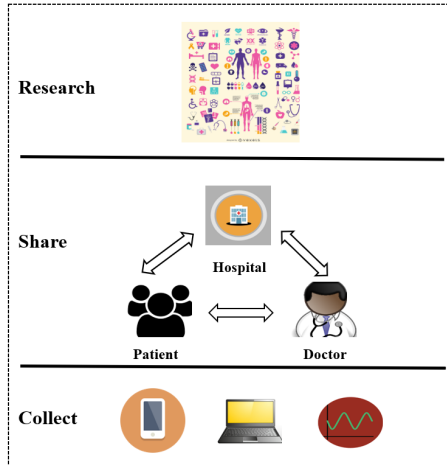 Research
Share
Hospital
Patient
Doctor
Collect